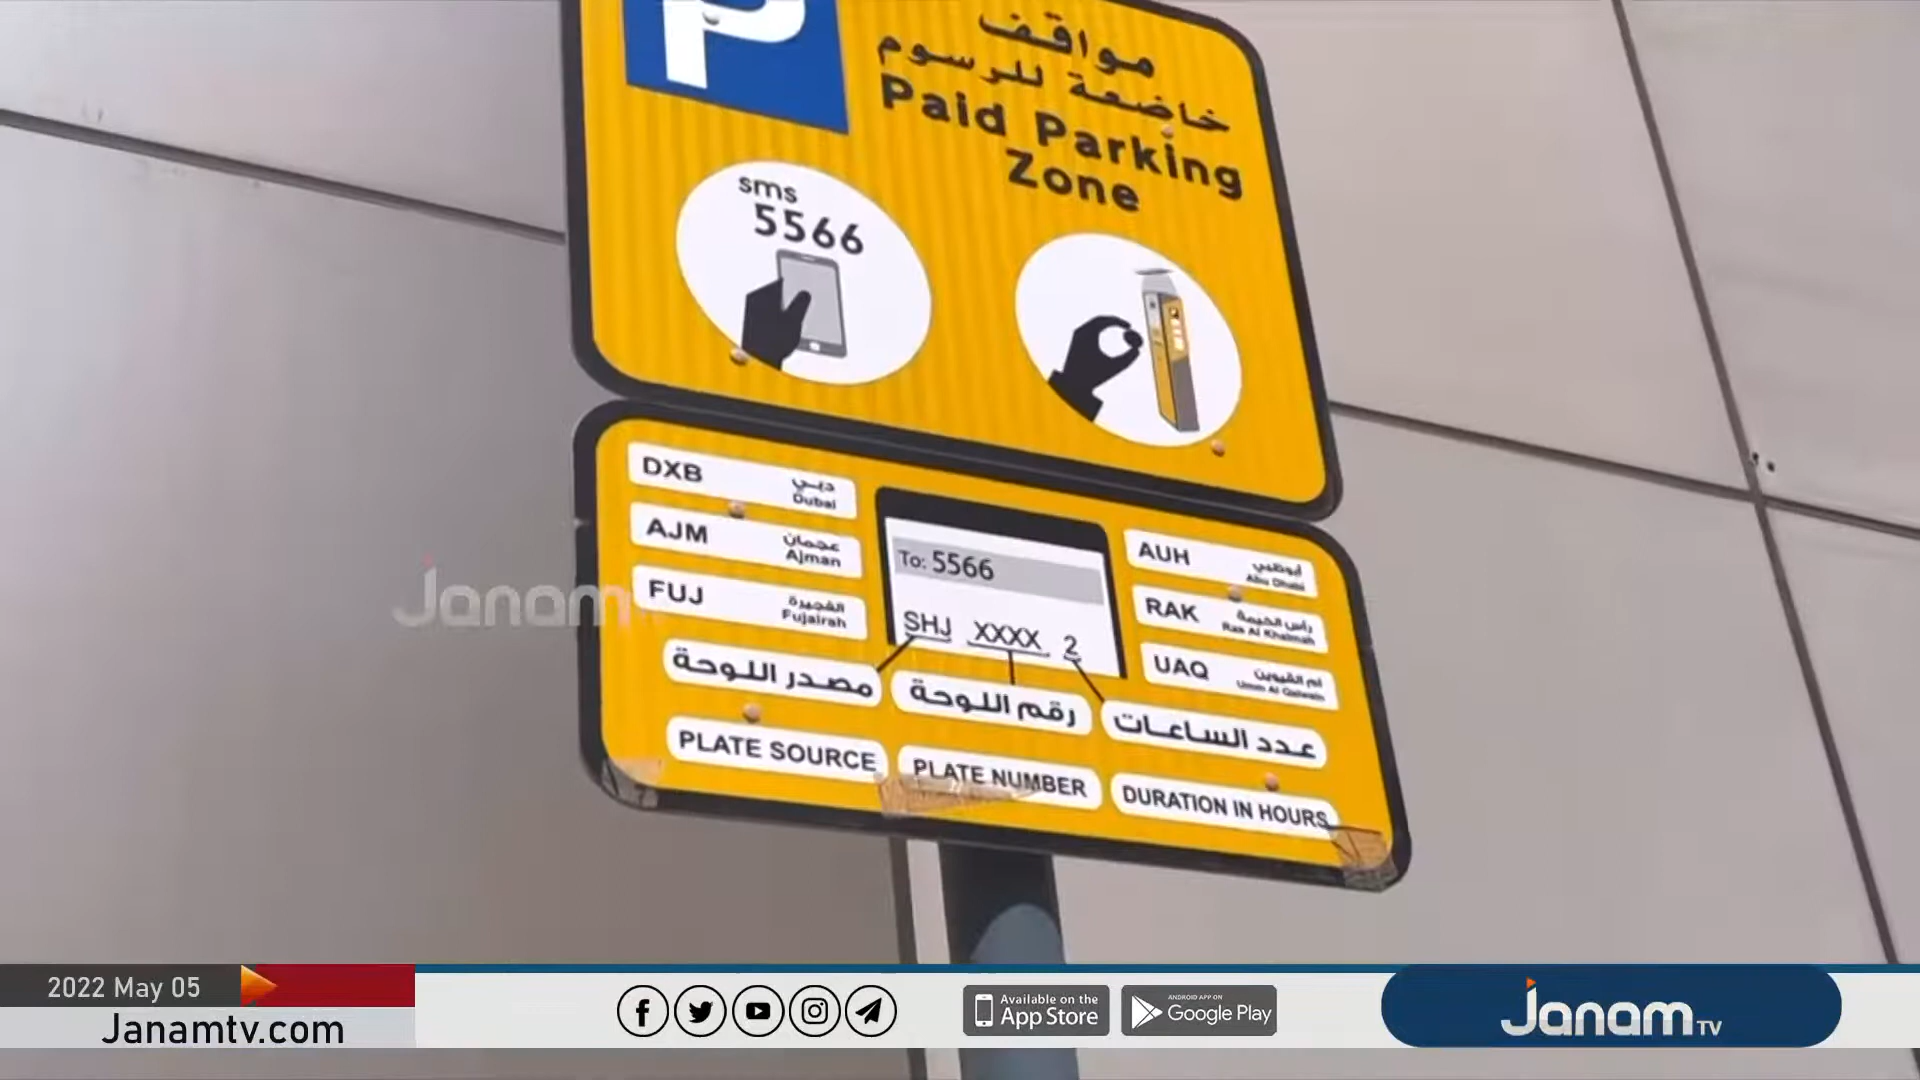 P
مواقف
خاضعة للرسوم
Paid Parking
Zone
sms
5566
DXB
دبي
Dubai
AJM
عجمان
Ajman
FUJ
الفجيرة
Fujairah
To: 5566
SHJ XXXX 2
AUH
أبوظبي
Abu Dhabi
RAK
رأس الخيمة
Ras Al Khaimah
UAQ
ام القيوين
Umm Al Quwain
مصدر اللوحة
رقم اللوحة
عدد الساعات
PLATE SOURCE
PLATE NUMBER
DURATION IN HOURS
Janam
2022 May 05
Janamtv.com
Available on the
App Store
ANDROID APP ON
Google Play
Janam TV